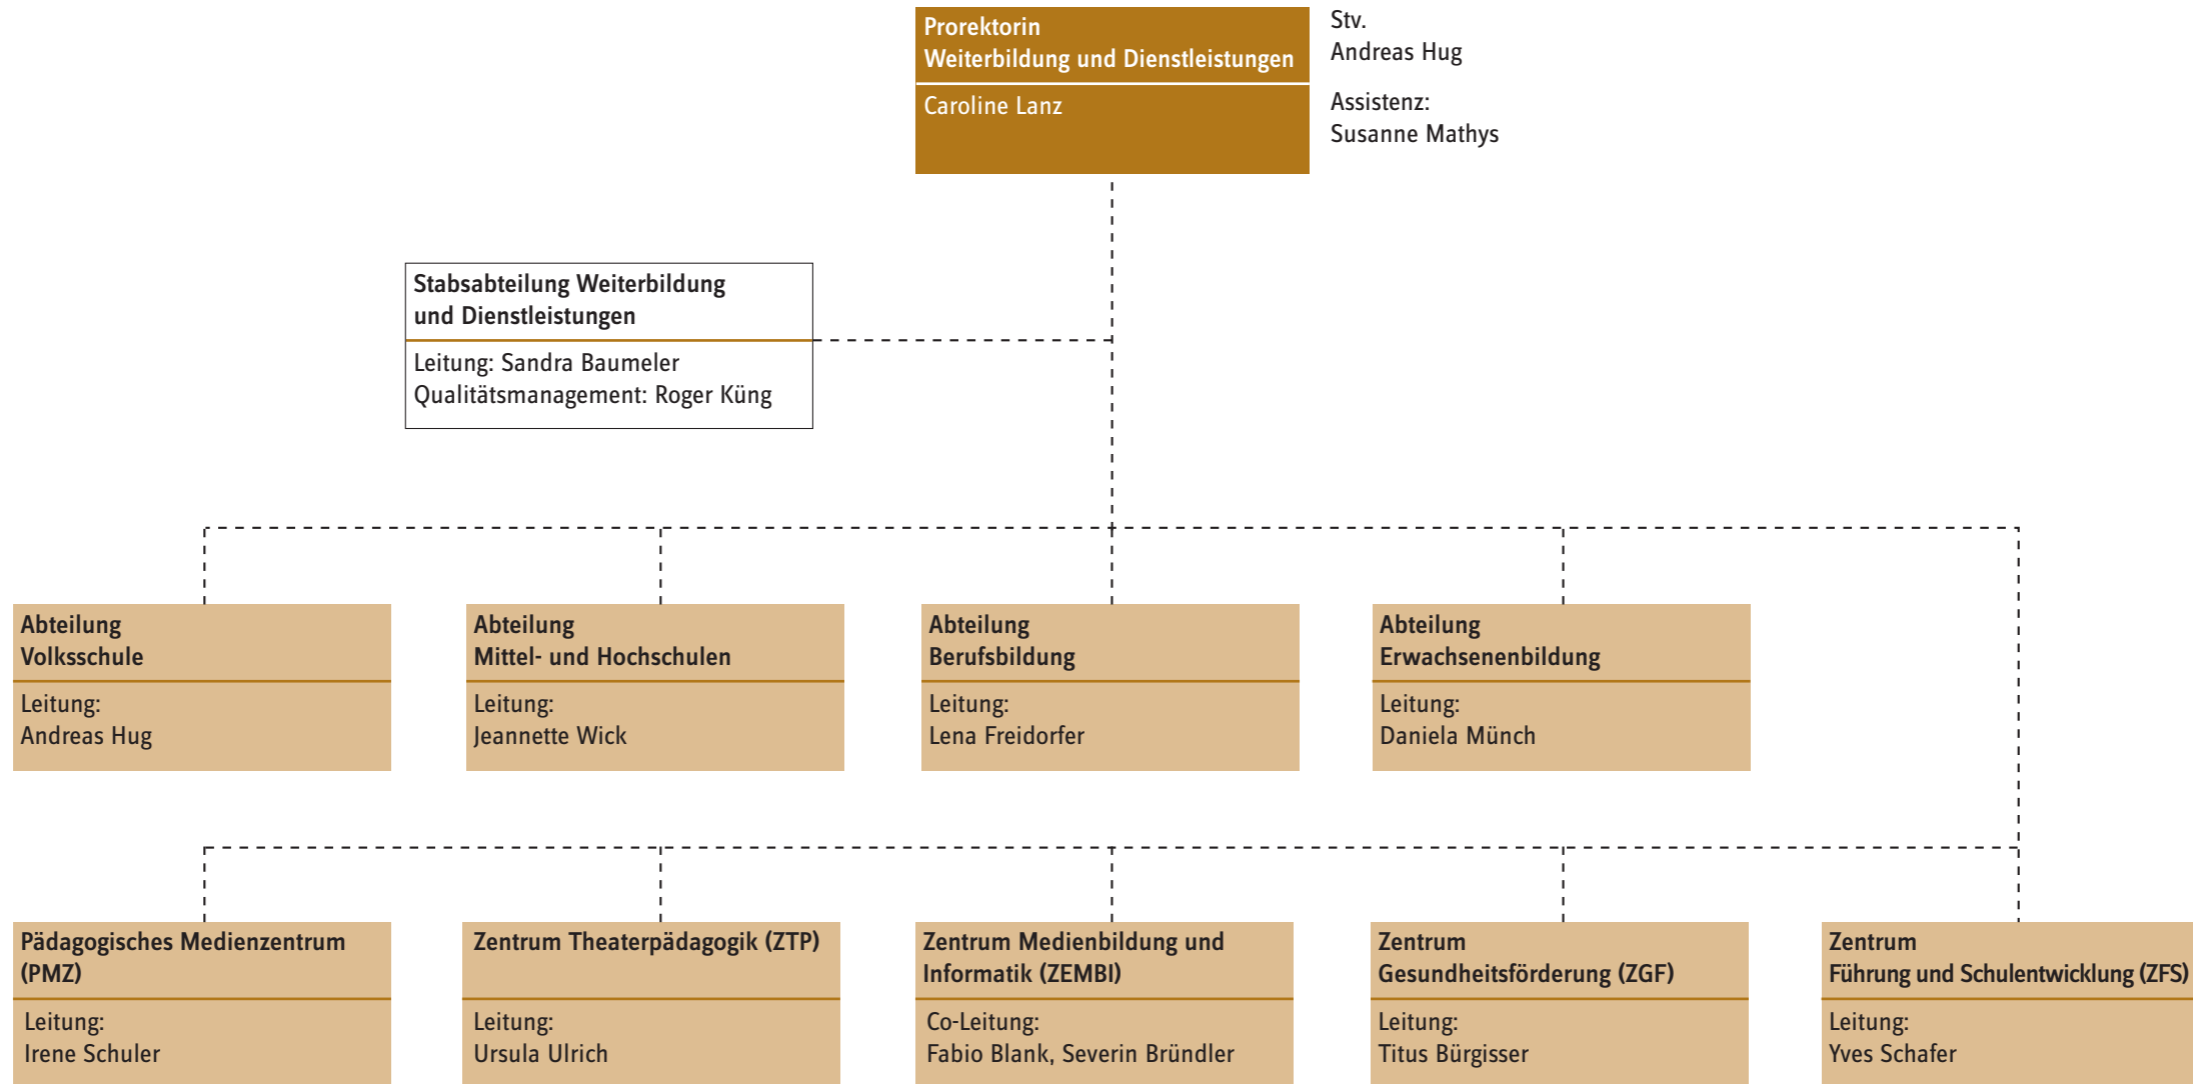 Prorektorin
Weiterbildung und Dienstleistungen
Caroline Lanz
Stv.
Andreas Hug
Assistenz:
Susanne Mathys
Stabsabteilung Weiterbildung
und Dienstleistungen
Leitung: Sandra Baumeler
Qualitätsmanagement: Roger Küng
Abteilung
Volksschule
Leitung:
Andreas Hug
Abteilung
Mittel- und Hochschulen
Leitung:
Jeannette Wick
Abteilung
Berufsbildung
Leitung:
Lena Freidorfer
Abteilung
Erwachsenenbildung
Leitung:
Daniela Münch
Pädagogisches Medienzentrum
(PMZ)
Leitung:
Irene Schuler
Zentrum Theaterpädagogik (ZTP)
Leitung:
Ursula Ulrich
Zentrum Medienbildung und
Informatik (ZEMBI)
Co-Leitung:
Fabio Blank, Severin Bründler
Zentrum
Gesundheitsförderung (ZGF)
Leitung:
Titus Bürgisser
Zentrum
Führung und Schulentwicklung (ZFS)
Leitung:
Yves Schafer